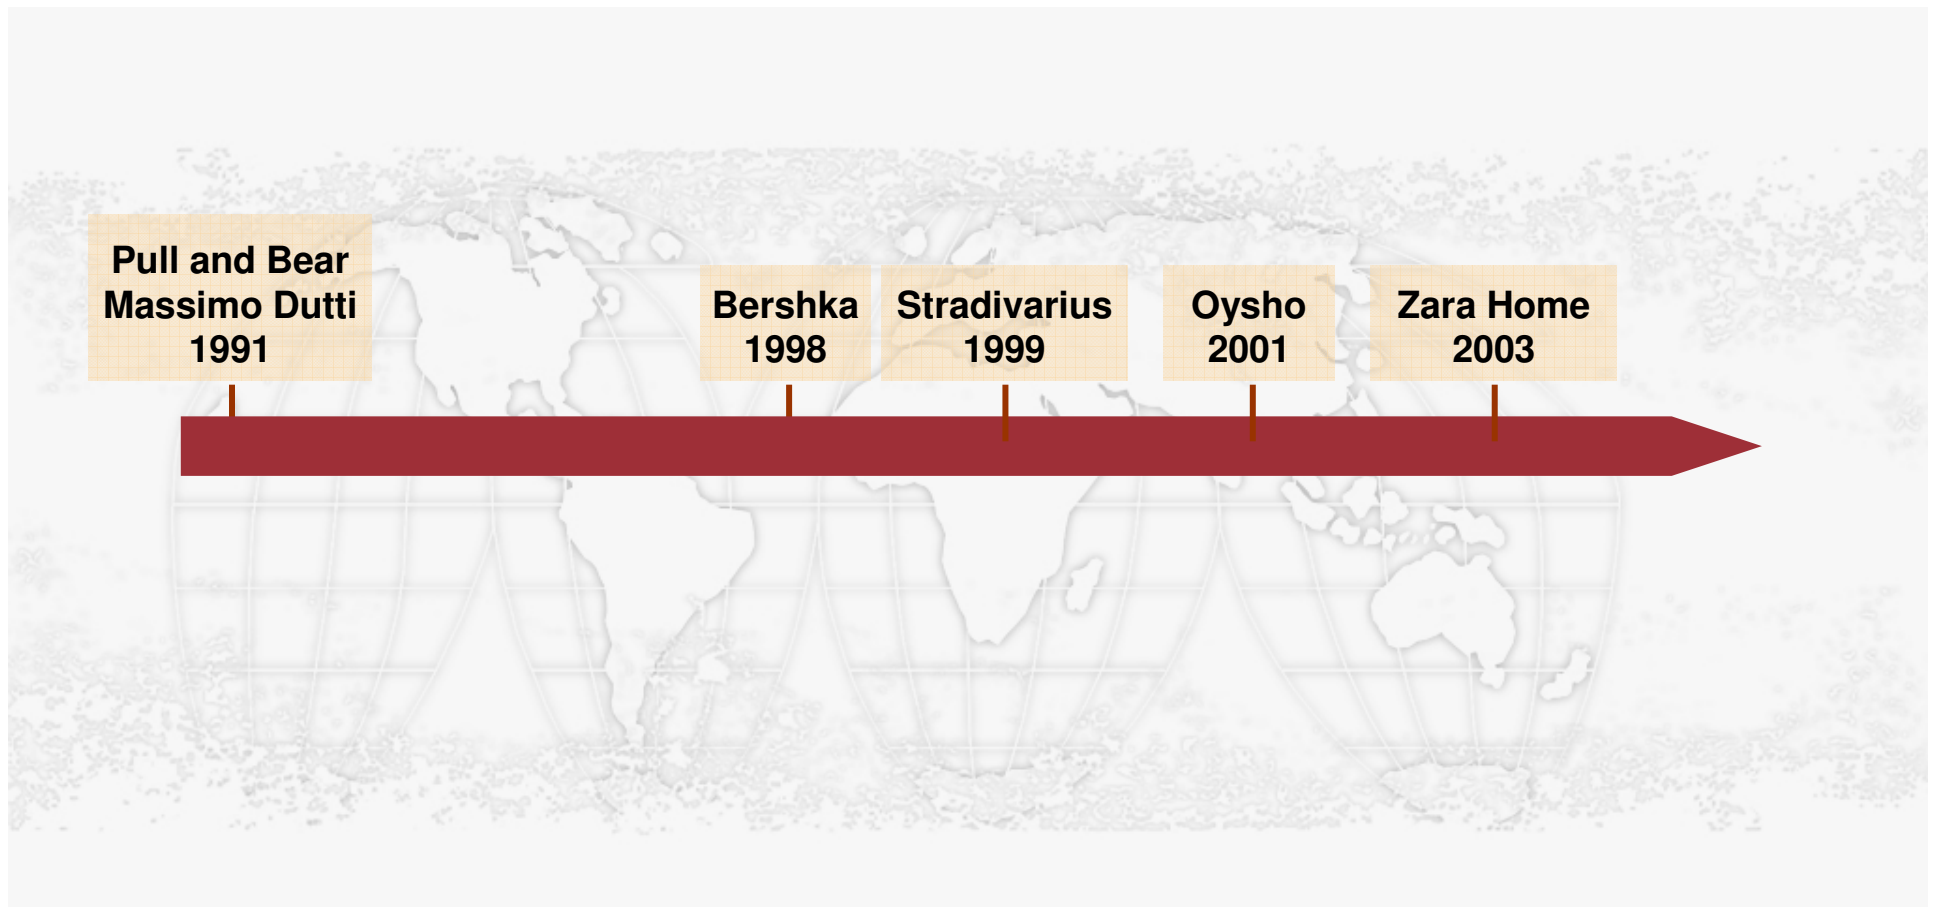 Pull and Bear
Massimo Dutti
1991
Bershka
1998
Stradivarius
1999
Oysho
2001
Zara Home
2003